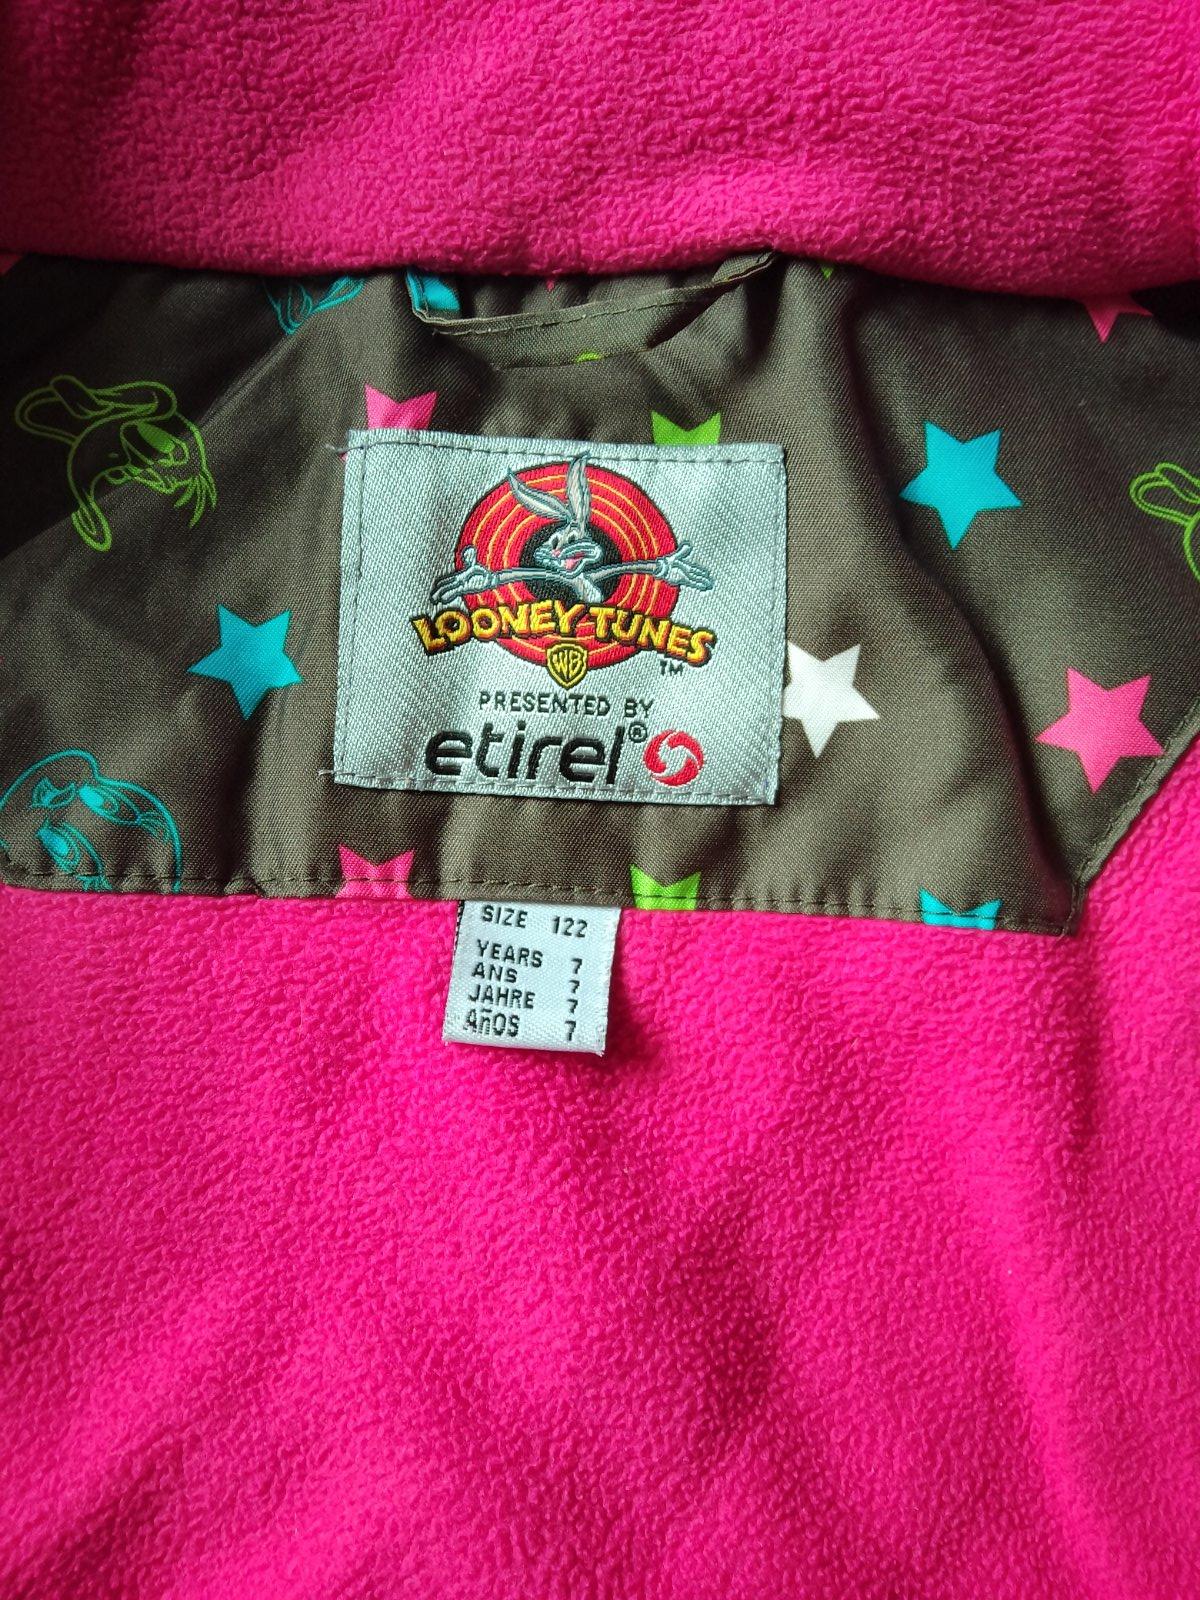 LOONEY TUNES
WB
TM
PRESENTED BY
etirel®
SIZE 122
YEARS 7
ANS 7
JAHRE 7
AñOS 7